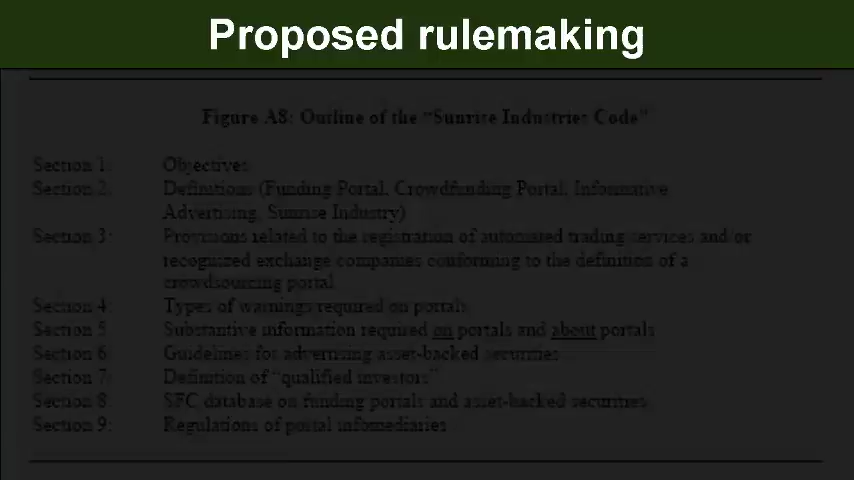 Proposed rulemaking
Figure A8: Outline of the "Sunrise Industries Code"
Section 1: Objectives
Section 2: Definitions (Funding Portal, Crowdfunding Portal, Informative
Advertising, Sunrise Industry)
Section 3: Provisions related to the registration of automated trading services and/or
recognized exchange companies conforming to the definition of a
crowdsourcing portal
Section 4: Types of warnings required on portals
Section 5: Substantive information required on portals and about portals
Section 6: Guidelines for advertising asset-backed securities
Section 7: Definition of "qualified investors"
Section 8: SFC database on funding portals and asset-backed securities
Section 9: Regulations of portal infomediaries